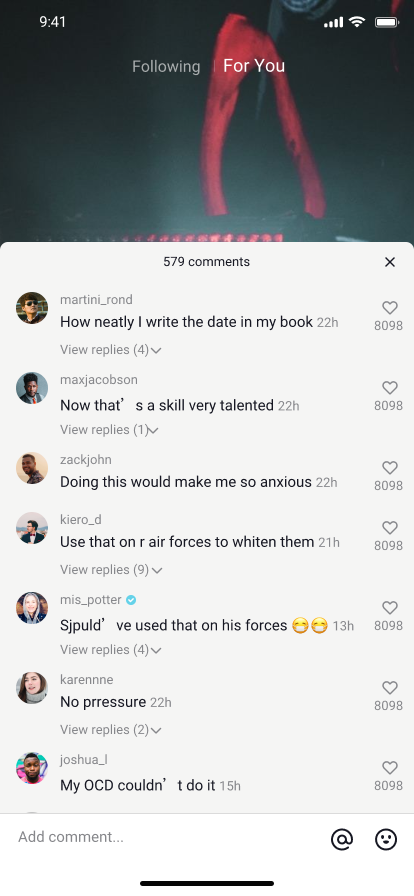 9:41
Following For You
579 comments
martini_rond
How neatly I write the date in my book 22h
8098
View replies (4)
maxjacobson
Now that’s a skill very talented 22h
8098
View replies (1)
zackjohn
Doing this would make me so anxious 22h
8098
kiero_d
Use that on r air forces to whiten them 21h
8098
View replies (9)
mis_potter
Sjpuld’ve used that on his forces 😂😂 13h
8098
View replies (4)
karennne
No prressure 22h
8098
View replies (2)
joshua_l
My OCD couldn’t do it 15h
8098
Add comment...